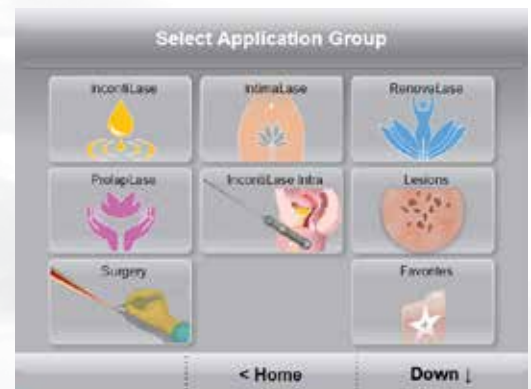 Select Application Group
IncontiLase
IntimaLase
RenovaLase
ProlapLase
IncontiLase Intra
Lesions
Surgery
Favorites
< Home
Down ↓